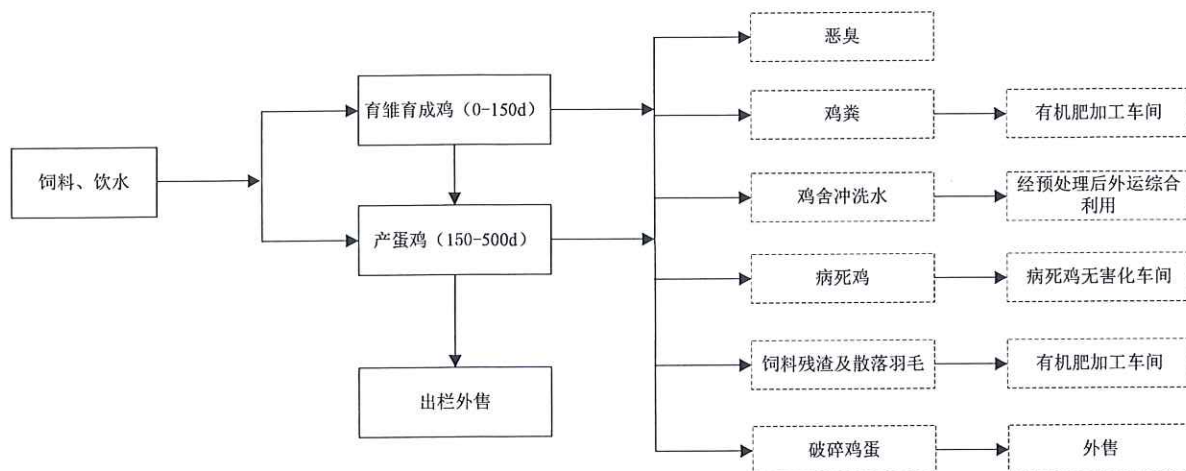 恶臭
育雏育成鸡（0-150d）
鸡粪
有机肥加工车间
饲料、饮水
鸡舍冲洗水
经预处理后外运综合
利用
产蛋鸡（150-500d）
病死鸡
病死鸡无害化车间
饲料残渣及散落羽毛
有机肥加工车间
出栏外售
破碎鸡蛋
外售